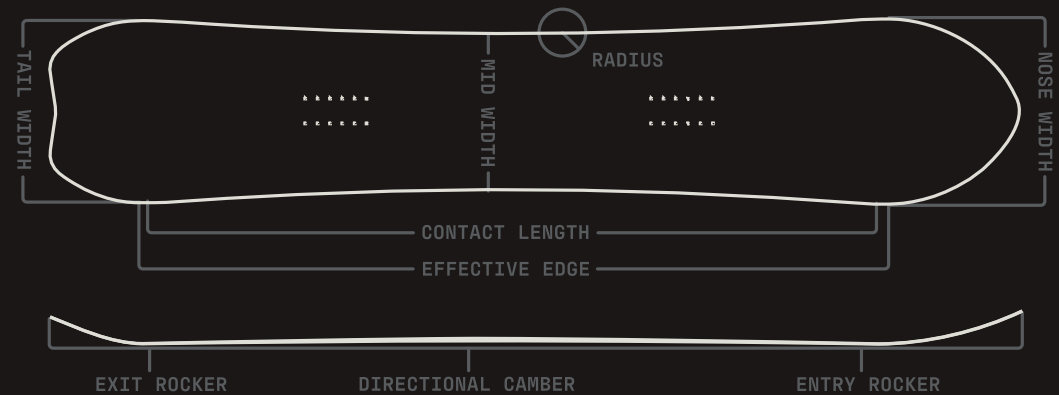 RADIUS
TAIL WIDTH
MID WIDTH
NOSE WIDTH
CONTACT LENGTH
EFFECTIVE EDGE
EXIT ROCKER
DIRECTIONAL CAMBER
ENTRY ROCKER